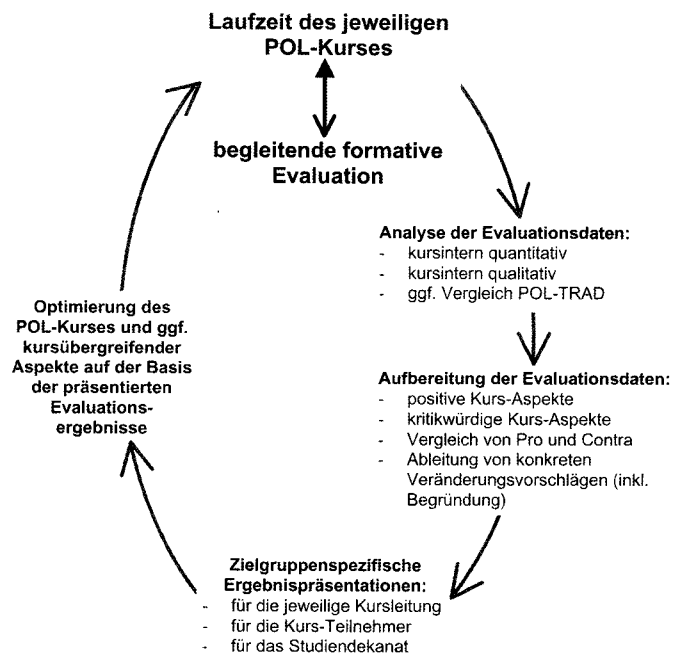 Laufzeit des jeweiligen
POL-Kurses
begleitende formative
Evaluation
Analyse der Evaluationsdaten:
- kursintern quantitativ
- kursintern qualitativ
- ggf. Vergleich POL-TRAD
Aufbereitung der Evaluationsdaten:
- positive Kurs-Aspekte
- kritikwürdige Kurs-Aspekte
- Vergleich von Pro und Contra
- Ableitung von konkreten
Veränderungsvorschlägen (inkl.
Begründung)
Zielgruppenspezifische
Ergebnispräsentationen:
- für die jeweilige Kursleitung
- für die Kurs-Teilnehmer
- für das Studiendekanat
Optimierung des
POL-Kurses und ggf.
kursübergreifender
Aspekte auf der Basis
der präsentierten
Evaluations-
ergebnisse